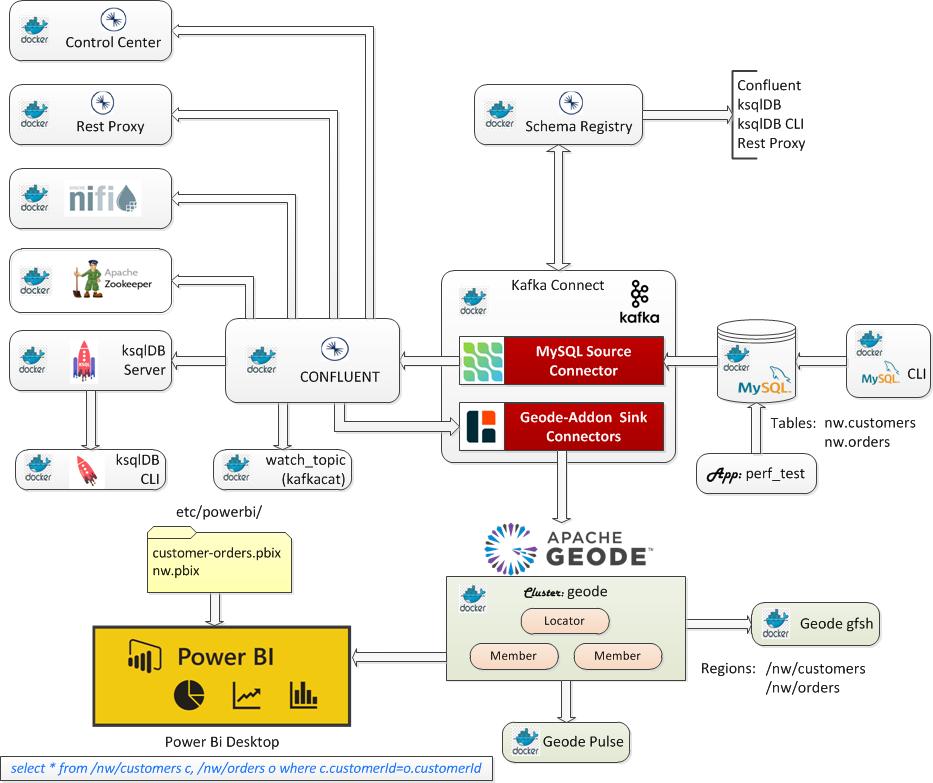 docker
Control Center
docker
Rest Proxy
docker
nifi
docker
Apache
Zookeeper
docker
ksqlDB
Server
docker
ksqlDB
CLI
docker
CONFLUENT
docker
watch_topic
(kafkacat)
docker
Schema Registry
Confluent
ksqlDB
ksqlDB CLI
Rest Proxy
docker
Kafka Connect
kafka
MySQL Source
Connector
Geode-Addon Sink
Connectors
docker
MySQL
docker
MySQL
CLI
Tables: nw.customers
nw.orders
App: perf_test
etc/powerbi/
customer-orders.pbix
nw.pbix
Power BI
Power Bi Desktop
select * from /nw/customers c, /nw/orders o where c.customerId=o.customerId
APACHE
GEODE™
docker
Cluster: geode
Locator
Member
Member
docker
Geode gfsh
Regions: /nw/customers
/nw/orders
docker
Geode Pulse